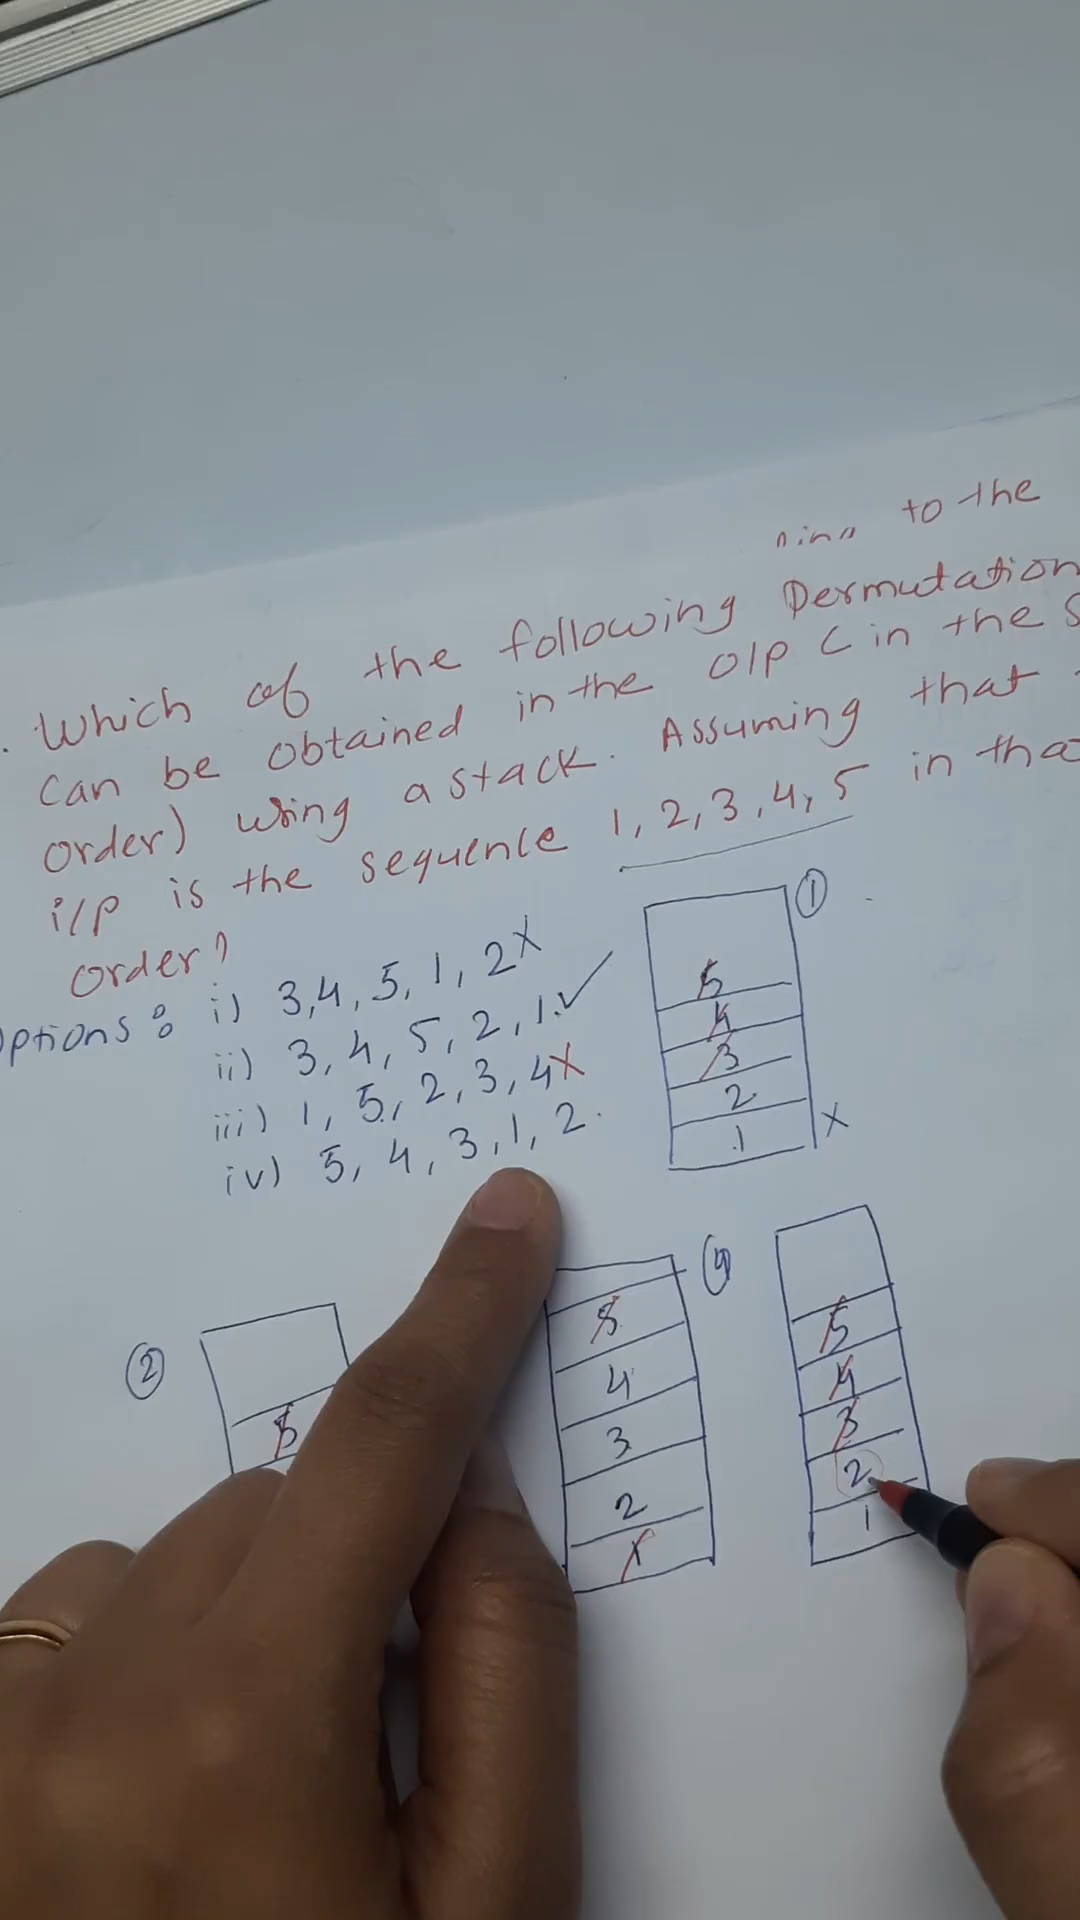 to the
. Which of the following Permutation
can be obtained in the O/P ( in the S
order) using a stack. Assuming that
i/p is the sequence 1, 2, 3, 4, 5 in that
order?
options: i) 3,4, 5, 1, 2 X
ii) 3, 4, 5, 2, 1. ✓
iii) 1, 5, 2, 3, 4 X
iv) 5, 4, 3, 1, 2.
1
5
4
3
2
1
X
2
5
5
4
3
2
1
4
5
4
3
2
1